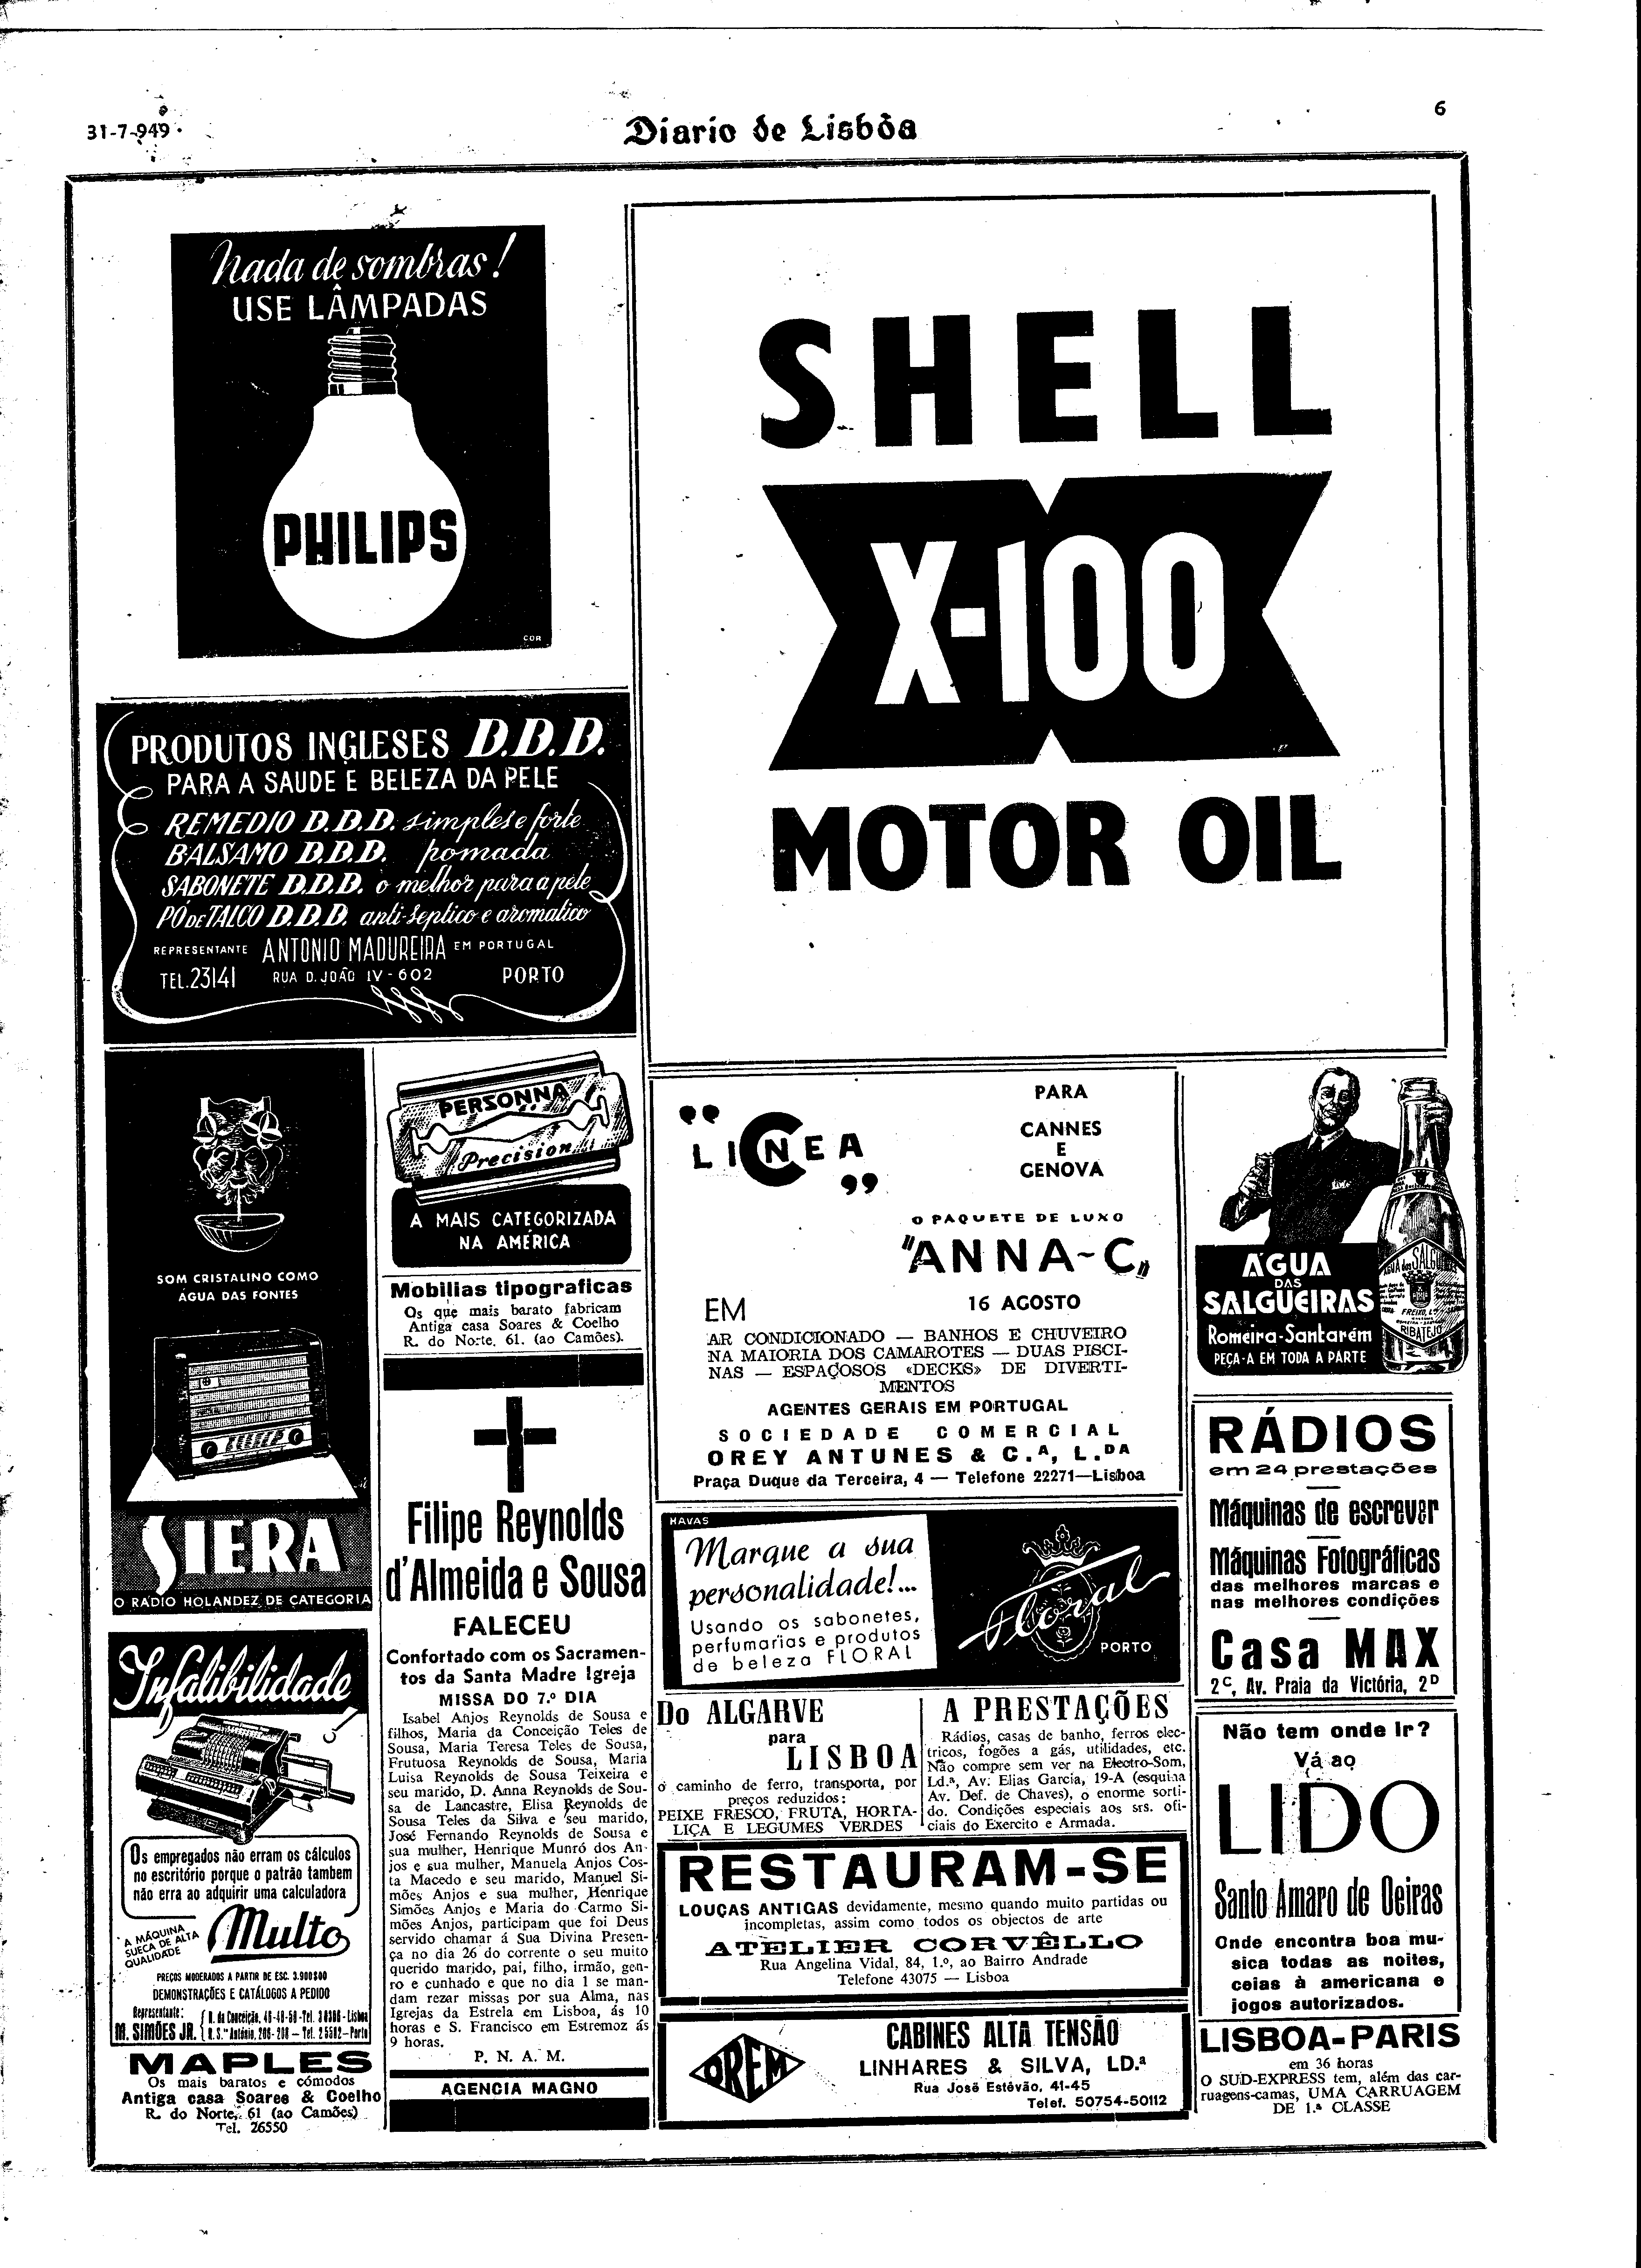 31-7-949
Diario de Lisbôa
6
Nada de sombras!
USE LÂMPADAS
PHILIPS
COR
SHELL
X-100
MOTOR OIL
PRODUTOS INGLESES D.D.D.
PARA A SAUDE E BELEZA DA PELE
REMEDIO D.D.D. simples e forte
BALSAMO D.D.D. pomada
SABONETE D.D.D. o melhor para a pele
PÓ DE TALCO D.D.D. anti-septico e aromatico
REPRESENTANTE ANTONIO MADUREIRA EM PORTUGAL
TEL. 23141 RUA D. JOÃO IV - 602 PORTO
SOM CRISTALINO COMO
ÁGUA DAS FONTES
SIERA
O RÁDIO HOLANDEZ DE CATEGORIA
PERSONNA
Precision
A MAIS CATEGORIZADA
NA AMÉRICA
Mobilias tipograficas
Os que mais barato fabricam
Antiga casa Soares & Coelho
R. do Norte, 61. (ao Camões).
Filipe Reynolds
d'Almeida e Sousa
FALECEU
Confortado com os Sacramen-
tos da Santa Madre Igreja
MISSA DO 7.º DIA
Isabel Anjos Reynolds de Sousa e
filhos, Maria da Conceição Teles de
Sousa, Maria Teresa Teles de Sousa,
Frutuosa Reynolds de Sousa, Maria
Luisa Reynolds de Sousa Teixeira e
seu marido, D. Anna Reynolds de Sou-
sa de Lancastre, Elisa Reynolds de
Sousa Teles da Silva e seu marido,
José Fernando Reynolds de Sousa e
sua mulher, Henrique Munró dos An-
jos e sua mulher, Manuela Anjos Cos-
ta Macedo e seu marido, Manuel Si-
mões Anjos e sua mulher, Henrique
Simões Anjos e Maria do Carmo Si-
mões Anjos, participam que foi Deus
servido chamar á Sua Divina Presen-
ça no dia 26 do corrente o seu muito
querido marido, pai, filho, irmão, gen-
ro e cunhado e que no dia 1 se man-
dam rezar missas por sua Alma, nas
Igrejas da Estrela em Lisboa, ás 10
horas e S. Francisco em Estremoz ás
9 horas.
P. N. A. M.
AGENCIA MAGNO
Infalibilidade
Os empregados não erram os cálculos
no escritório porque o patrão tambem
não erra ao adquirir uma calculadora
A MÁQUINA
SUECA DE ALTA
QUALIDADE
Multo
PREÇOS MODERADOS A PARTIR DE ESC. 3.900$00
DEMONSTRAÇÕES E CATÁLOGOS A PEDIDO
Representante:
M. SIMÕES JR.
R. da Conceição, 46-48-50-Tel. 28386-Lisboa
R. S.to António, 206-208 — Tel. 25582—Porto
MAPLES
Os mais baratos e cómodos
Antiga casa Soares & Coelho
R. do Norte, 61 (ao Camões)
Tel. 26550
"LINEA
C"
PARA
CANNES
E
GENOVA
O PAQUETE DE LUXO
"ANNA-C"
EM 16 AGOSTO
AR CONDICIONADO — BANHOS E CHUVEIRO
NA MAIORIA DOS CAMAROTES — DUAS PISCI-
NAS — ESPAÇOSOS «DECKS» DE DIVERTI-
MENTOS
AGENTES GERAIS EM PORTUGAL
SOCIEDADE COMERCIAL
OREY ANTUNES & C.ª, L.DA
Praça Duque da Terceira, 4 — Telefone 22271—Lisboa
HAVAS
Marque a sua
personalidade!...
Usando os sabonetes,
perfumarias e produtos
de beleza FLORAL
Floral
PORTO
Do ALGARVE
para
LISBOA
o caminho de ferro, transporta, por
preços reduzidos:
PEIXE FRESCO, FRUTA, HORTA-
LIÇA E LEGUMES VERDES
A PRESTAÇÕES
Rádios, casas de banho, ferros elec-
tricos, fogões a gás, utilidades, etc.
Não compre sem ver na Electro-Som,
Ld.ª, Av. Elias Garcia, 19-A (esquina
Av. Def. de Chaves), o enorme sorti-
do. Condições especiais aos srs. ofi-
ciais do Exercito e Armada.
RESTAURAM-SE
LOUÇAS ANTIGAS devidamente, mesmo quando muito partidas ou
incompletas, assim como todos os objectos de arte
ATELIER CORVÊLLO
Rua Angelina Vidal, 84, 1.º, ao Bairro Andrade
Telefone 43075 — Lisboa
OREM
CABINES ALTA TENSÃO
LINHARES & SILVA, LD.ª
Rua José Estêvão, 41-45
Telef. 50754-50112
ÁGUA
DAS
SALGUEIRAS
Romeira-Santarém
PEÇA-A EM TODA A PARTE
RIBATEJO
RÁDIOS
em 24 prestações
Máquinas de escrever
Máquinas Fotográficas
das melhores marcas e
nas melhores condições
Casa MAX
2C, Av. Praia da Victória, 2D
Não tem onde ir?
Vá ao
LIDO
Santo Amaro de Oeiras
Onde encontra boa mu-
sica todas as noites,
ceias à americana e
jogos autorizados.
LISBOA-PARIS
em 36 horas
O SUD-EXPRESS tem, além das car-
ruagens-camas, UMA CARRUAGEM
DE 1.ª CLASSE